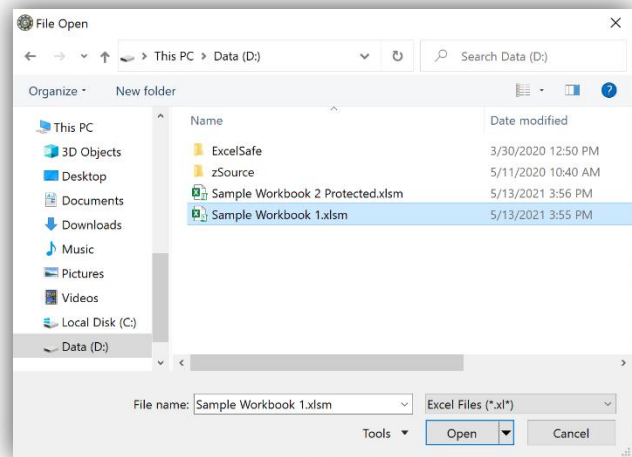 File Open
This PC > Data (D:)
Search Data (D:)
Organize
New folder
This PC
3D Objects
Desktop
Documents
Downloads
Music
Pictures
Videos
Local Disk (C:)
Data (D:)
Name Date modified
ExcelSafe 3/30/2020 12:50 PM
zSource 5/11/2020 10:40 AM
Sample Workbook 2 Protected.xlsm 5/13/2021 3:56 PM
Sample Workbook 1.xlsm 5/13/2021 3:55 PM
File name: Sample Workbook 1.xlsm Excel Files (*.xl*)
Tools Open Cancel